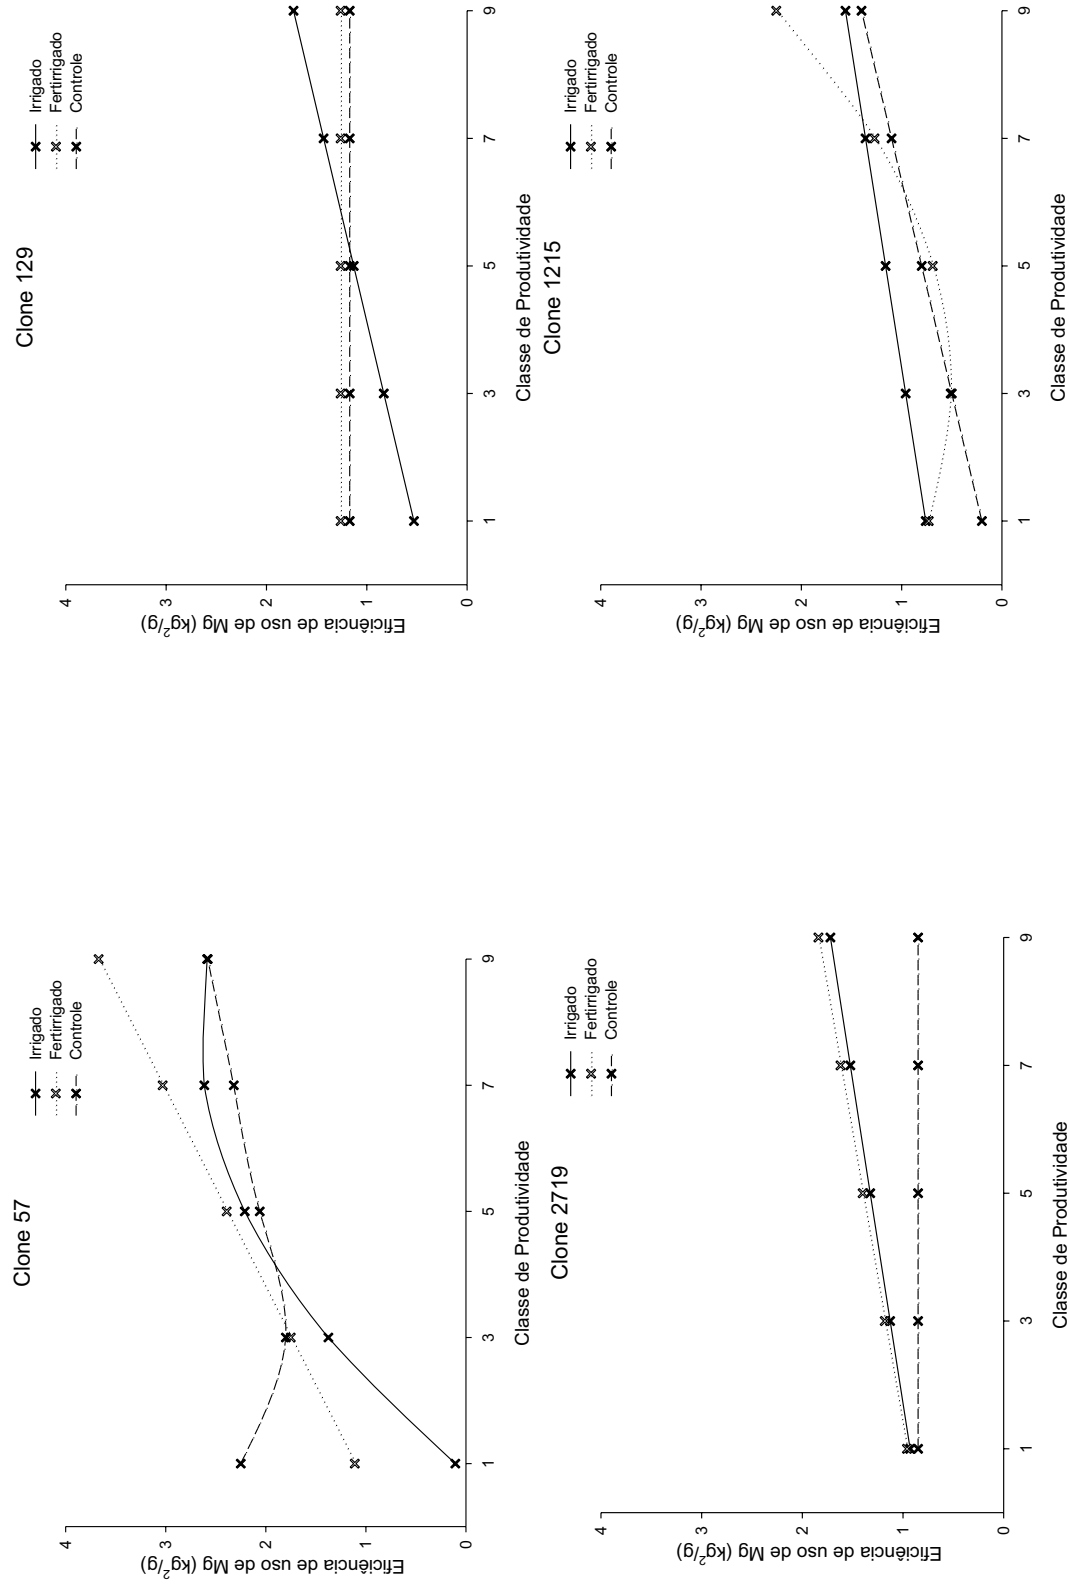 Clone 57
Irrigado
Fertirrigado
Controle
Eficiência de uso de Mg (kg²/g)
4
3
2
1
0
1
3
5
7
9
Classe de Produtividade
Clone 129
Irrigado
Fertirrigado
Controle
Eficiência de uso de Mg (kg²/g)
4
3
2
1
0
1
3
5
7
9
Classe de Produtividade
Clone 2719
Irrigado
Fertirrigado
Controle
Eficiência de uso de Mg (kg²/g)
4
3
2
1
0
1
3
5
7
9
Classe de Produtividade
Clone 1215
Irrigado
Fertirrigado
Controle
Eficiência de uso de Mg (kg²/g)
4
3
2
1
0
1
3
5
7
9
Classe de Produtividade